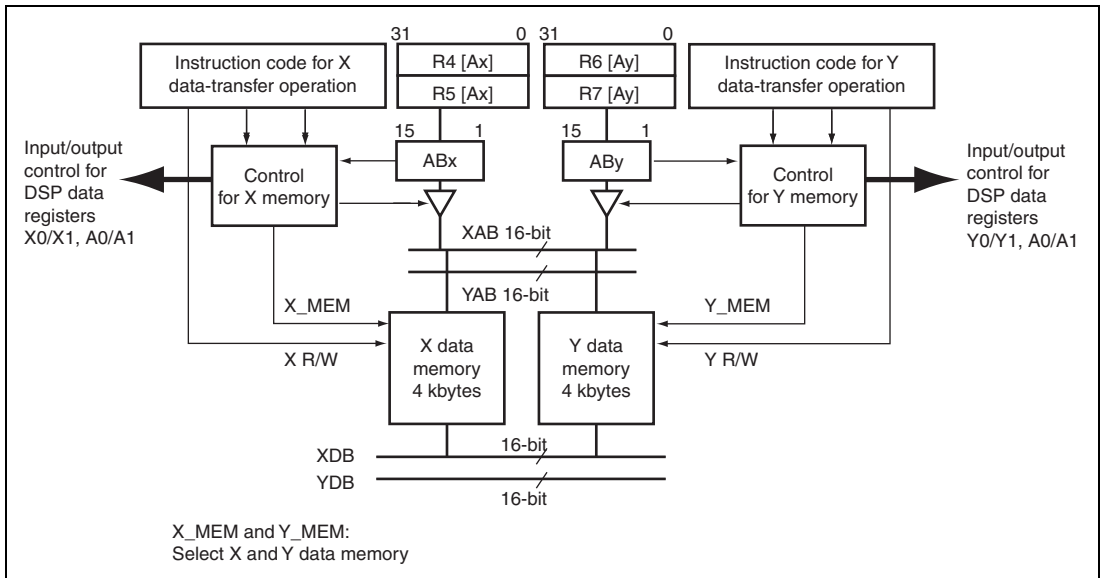 31 0 31 0
Instruction code for X
data-transfer operation
R4 [Ax]
R5 [Ax]
R6 [Ay]
R7 [Ay]
Instruction code for Y
data-transfer operation
15 1 15 1
Input/output
control for
DSP data
registers
X0/X1, A0/A1
Control
for X memory
ABx
ABy
Control
for Y memory
Input/output
control for
DSP data
registers
Y0/Y1, A0/A1
XAB 16-bit
YAB 16-bit
X_MEM
Y_MEM
X R/W
X data
memory
4 kbytes
Y data
memory
4 kbytes
Y R/W
XDB
16-bit
YDB
16-bit
X_MEM and Y_MEM:
Select X and Y data memory